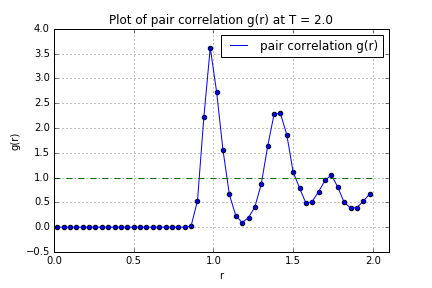 Plot of pair correlation g(r) at T = 2.0
pair correlation g(r)
g(r)
4.0
3.5
3.0
2.5
2.0
1.5
1.0
0.5
0.0
−0.5
0.0 0.5 1.0 1.5 2.0
r